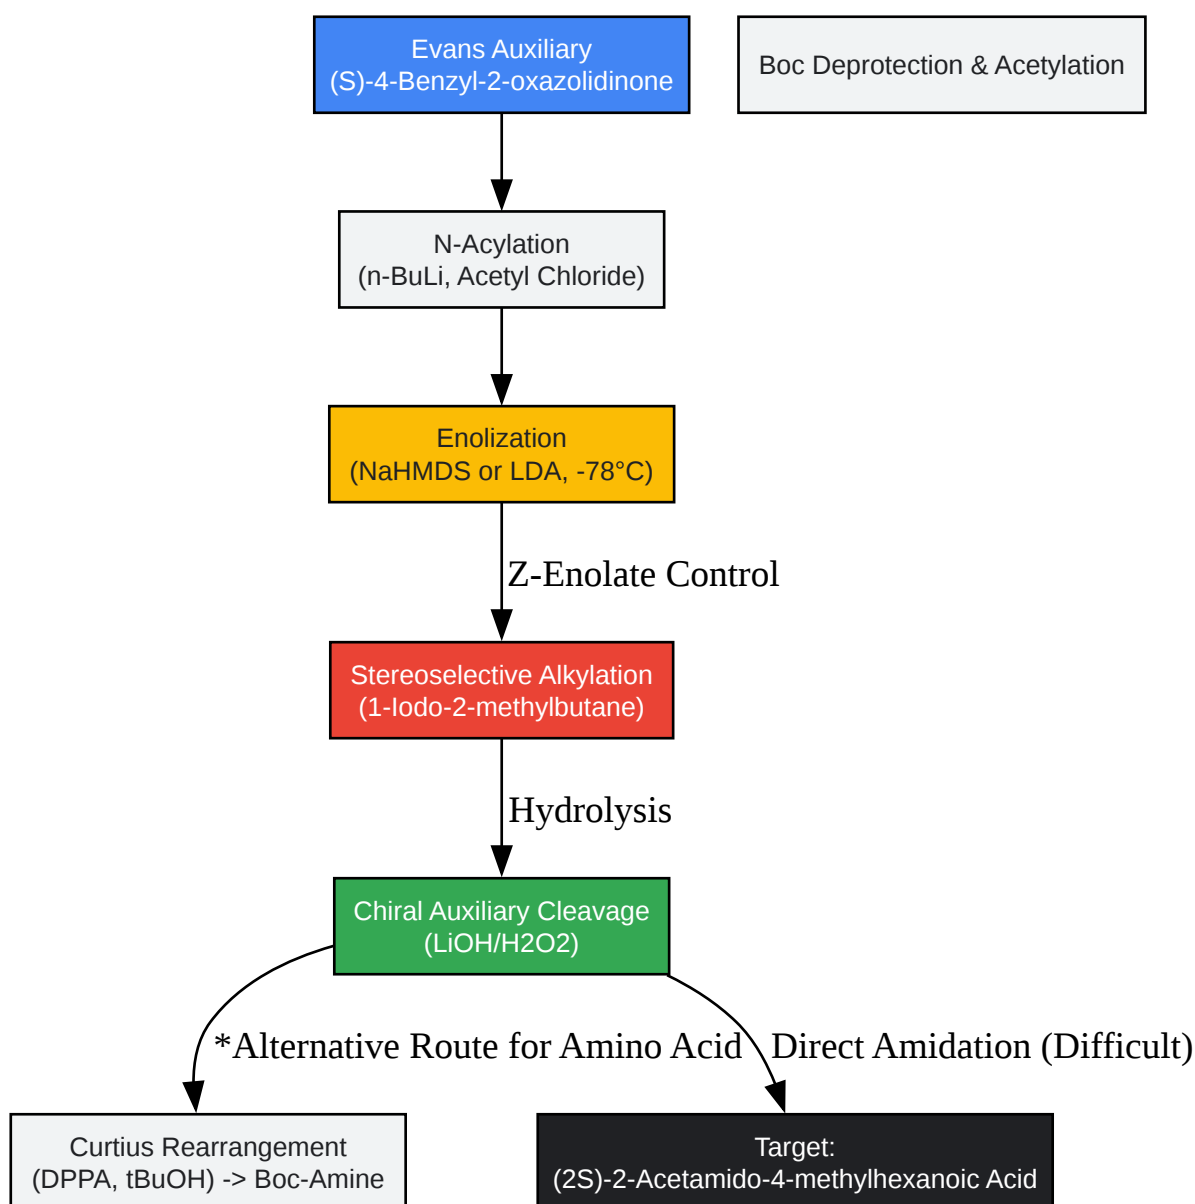 Evans Auxiliary
(S)-4-Benzyl-2-oxazolidinone
Boc Deprotection & Acetylation
N-Acylation
(n-BuLi, Acetyl Chloride)
Enolization
(NaHMDS or LDA, -78°C)
Z-Enolate Control
Stereoselective Alkylation
(1-Iodo-2-methylbutane)
Hydrolysis
Chiral Auxiliary Cleavage
(LiOH/H2O2)
*Alternative Route for Amino Acid
Direct Amidation (Difficult)
Curtius Rearrangement
(DPPA, tBuOH) -> Boc-Amine
Target:
(2S)-2-Acetamido-4-methylhexanoic Acid